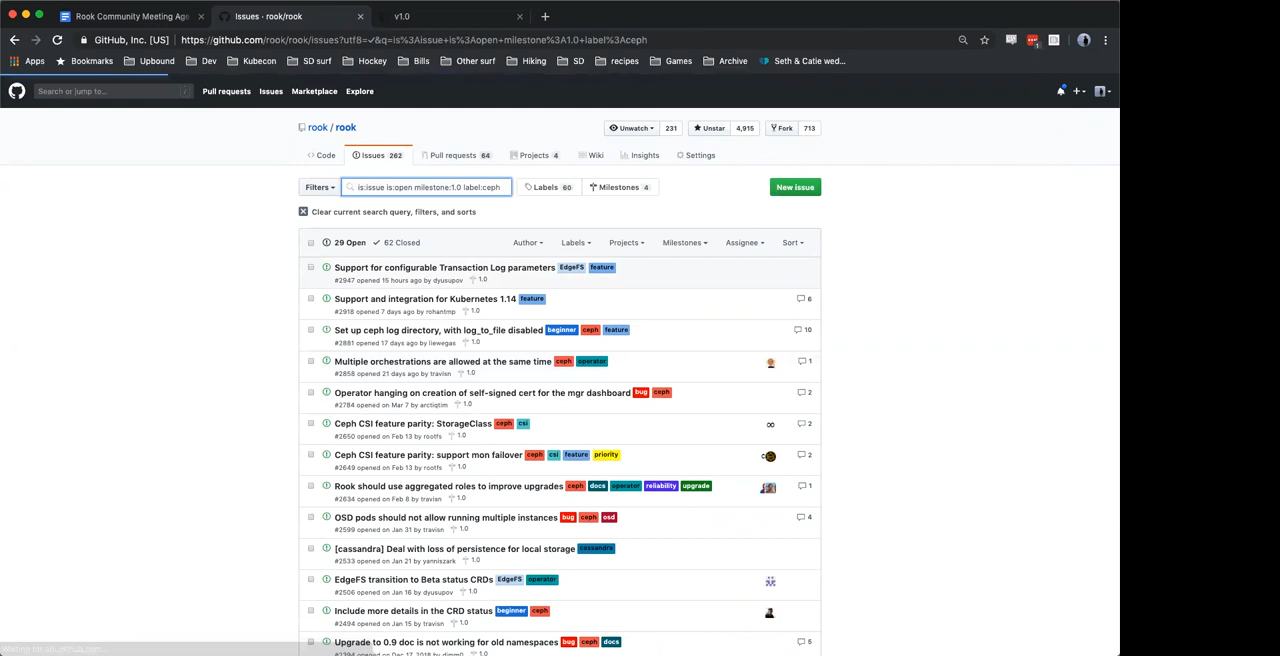 Rook Community Meeting Age
Issues · rook/rook
v1.0
GitHub, Inc. [US]
https://github.com/rook/rook/issues?utf8=✓&q=is%3Aissue+is%3Aopen+milestone%3A1.0+label%3Aceph
Apps
Bookmarks
Upbound
Dev
Kubecon
SD surf
Hockey
Bills
Other surf
Hiking
SD
recipes
Games
Archive
Seth & Catie wed...
Search or jump to...
Pull requests
Issues
Marketplace
Explore
rook / rook
Unwatch 231
Unstar 4,915
Fork 713
Code
Issues 262
Pull requests 64
Projects 4
Wiki
Insights
Settings
Filters
is:issue is:open milestone:1.0 label:ceph
Labels 60
Milestones 4
New issue
Clear current search query, filters, and sorts
29 Open 62 Closed
Author
Labels
Projects
Milestones
Assignee
Sort
Support for configurable Transaction Log parameters EdgeFS feature
#2947 opened 15 hours ago by dyusupov 1.0
Support and integration for Kubernetes 1.14 feature 6
#2918 opened 7 days ago by rohantmp 1.0
Set up ceph log directory, with log_to_file disabled beginner ceph feature 10
#2881 opened 17 days ago by liewegas 1.0
Multiple orchestrations are allowed at the same time ceph operator 1
#2858 opened 21 days ago by travisn 1.0
Operator hanging on creation of self-signed cert for the mgr dashboard bug ceph 2
#2784 opened on Mar 7 by arctiqtim 1.0
Ceph CSI feature parity: StorageClass ceph csi 2
#2650 opened on Feb 13 by rootfs 1.0
Ceph CSI feature parity: support mon failover ceph csi feature priority 2
#2649 opened on Feb 13 by rootfs 1.0
Rook should use aggregated roles to improve upgrades ceph docs operator reliability upgrade 1
#2634 opened on Feb 8 by travisn 1.0
OSD pods should not allow running multiple instances bug ceph osd 4
#2599 opened on Jan 31 by travisn 1.0
[cassandra] Deal with loss of persistence for local storage cassandra
#2533 opened on Jan 21 by yanniszark 1.0
EdgeFS transition to Beta status CRDs EdgeFS operator
#2506 opened on Jan 16 by dyusupov 1.0
Include more details in the CRD status beginner ceph
#2494 opened on Jan 15 by travisn 1.0
Upgrade to 0.9 doc is not working for old namespaces bug ceph docs 5
#2394 opened on Dec 17, 2018 by dimm0 1.0